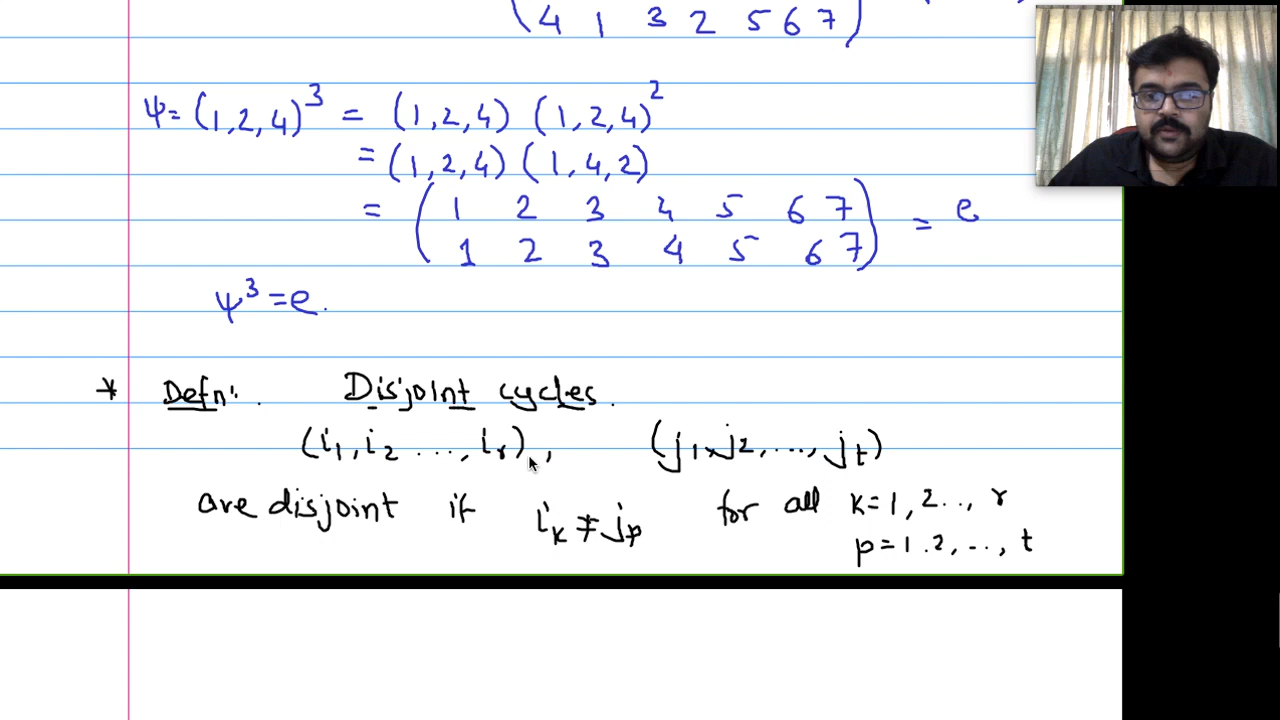 (4 1 3 2 5 6 7)
ψ = (1,2,4)³ = (1,2,4) (1,2,4)²
= (1,2,4) (1,4,2)
= (1 2 3 4 5 6 7
1 2 3 4 5 6 7) = e
ψ³ = e.
* Defn: . Disjoint cycles.
(i₁, i₂ ..., iᵣ), (j₁, j₂, ..., jₜ)
are disjoint if iₖ ≠ jₚ for all k = 1, 2.., r
p = 1.2, .., t